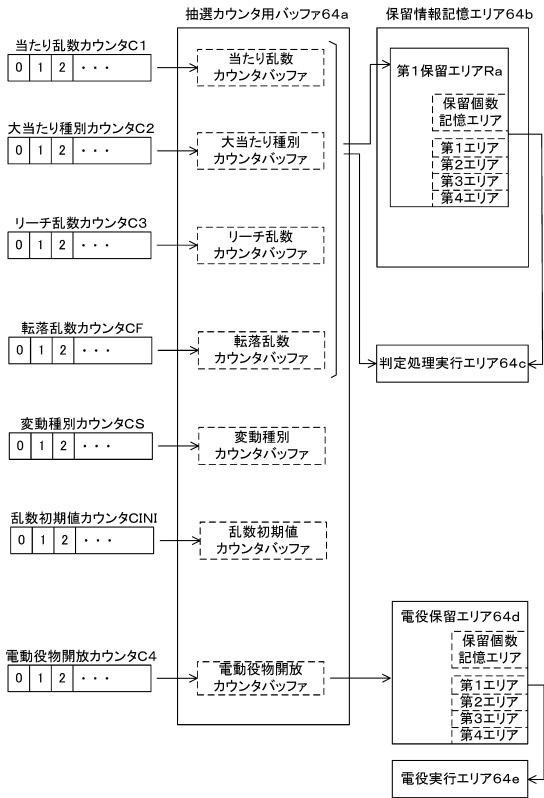 抽選カウンタ用バッファ64a
保留情報記憶エリア64b
当たり乱数カウンタC1
0 1 2 ・・・
当たり乱数
カウンタバッファ
第1保留エリアRa
保留個数
記憶エリア
第1エリア
第2エリア
第3エリア
第4エリア
大当たり種別カウンタC2
0 1 2 ・・・
大当たり種別
カウンタバッファ
リーチ乱数カウンタC3
0 1 2 ・・・
リーチ乱数
カウンタバッファ
転落乱数カウンタCF
0 1 2 ・・・
転落乱数
カウンタバッファ
判定処理実行エリア64c
変動種別カウンタCS
0 1 2 ・・・
変動種別
カウンタバッファ
乱数初期値カウンタCINI
0 1 2 ・・・
乱数初期値
カウンタバッファ
電動役物開放カウンタC4
0 1 2 ・・・
電動役物開放
カウンタバッファ
電役保留エリア64d
保留個数
記憶エリア
第1エリア
第2エリア
第3エリア
第4エリア
電役実行エリア64e